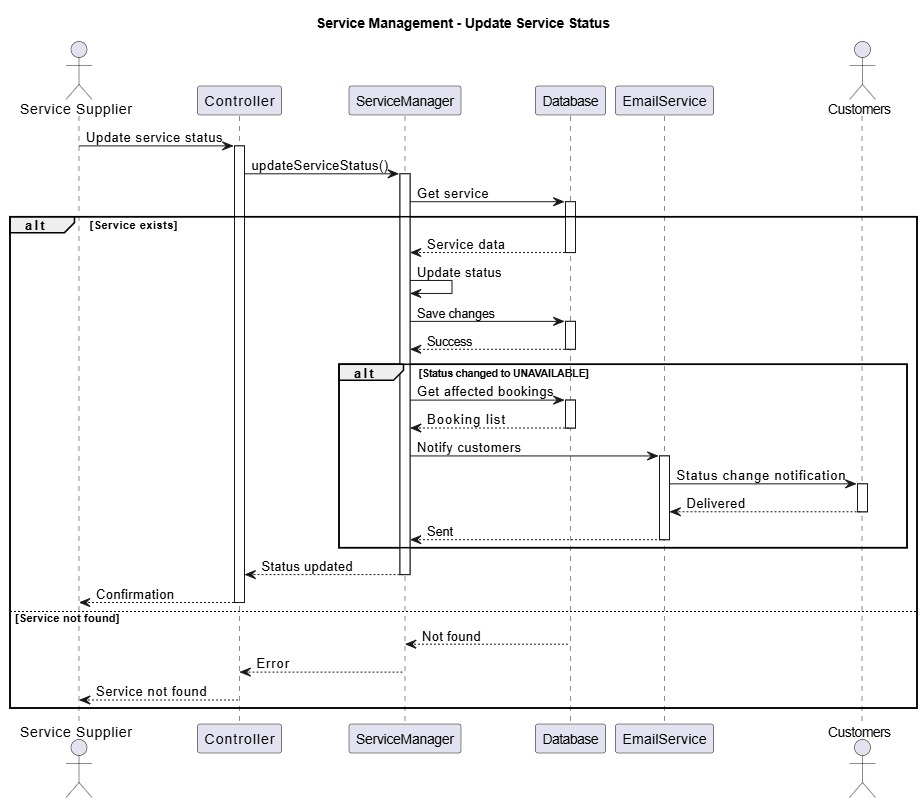 Service Management - Update Service Status
Service Supplier
Controller
ServiceManager
Database
EmailService
Customers
Update service status
updateServiceStatus()
Get service
alt
[Service exists]
Service data
Update status
Save changes
Success
alt
[Status changed to UNAVAILABLE]
Get affected bookings
Booking list
Notify customers
Status change notification
Delivered
Sent
Status updated
Confirmation
[Service not found]
Not found
Error
Service not found
Service Supplier
Controller
ServiceManager
Database
EmailService
Customers